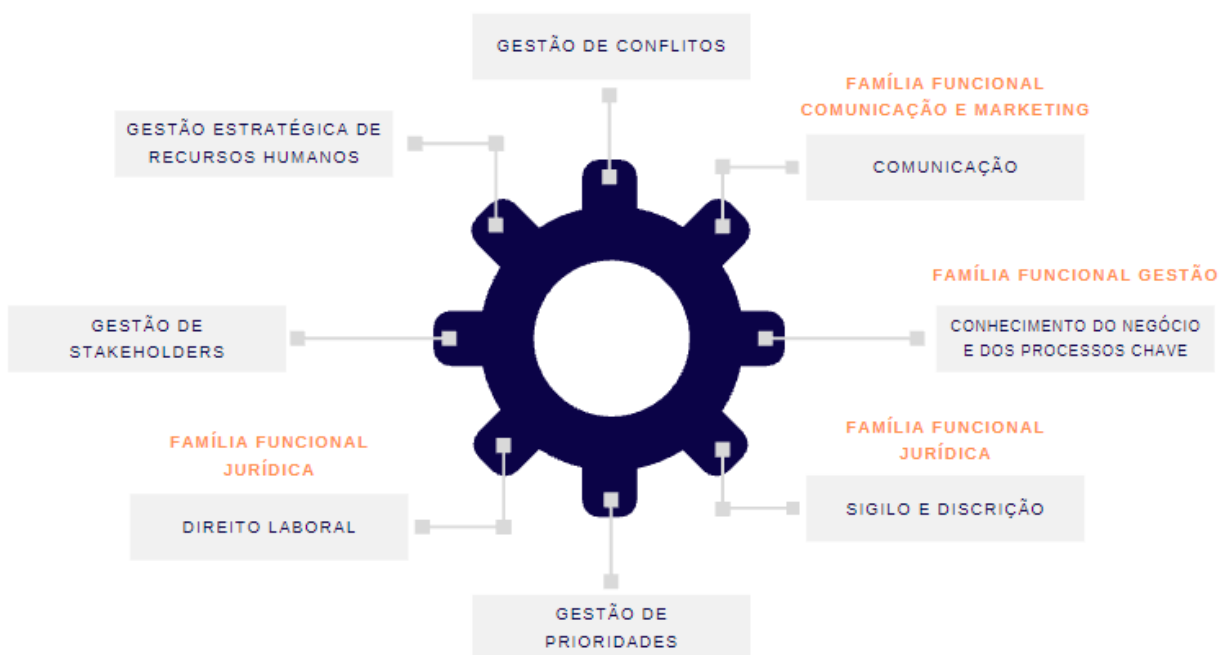 GESTÃO DE CONFLITOS
FAMÍLIA FUNCIONAL
COMUNICAÇÃO E MARKETING
COMUNICAÇÃO
GESTÃO ESTRATÉGICA DE
RECURSOS HUMANOS
FAMÍLIA FUNCIONAL GESTÃO
CONHECIMENTO DO NEGÓCIO
E DOS PROCESSOS CHAVE
GESTÃO DE
STAKEHOLDERS
FAMÍLIA FUNCIONAL
JURÍDICA
SIGILO E DISCRIÇÃO
FAMÍLIA FUNCIONAL
JURÍDICA
DIREITO LABORAL
GESTÃO DE
PRIORIDADES